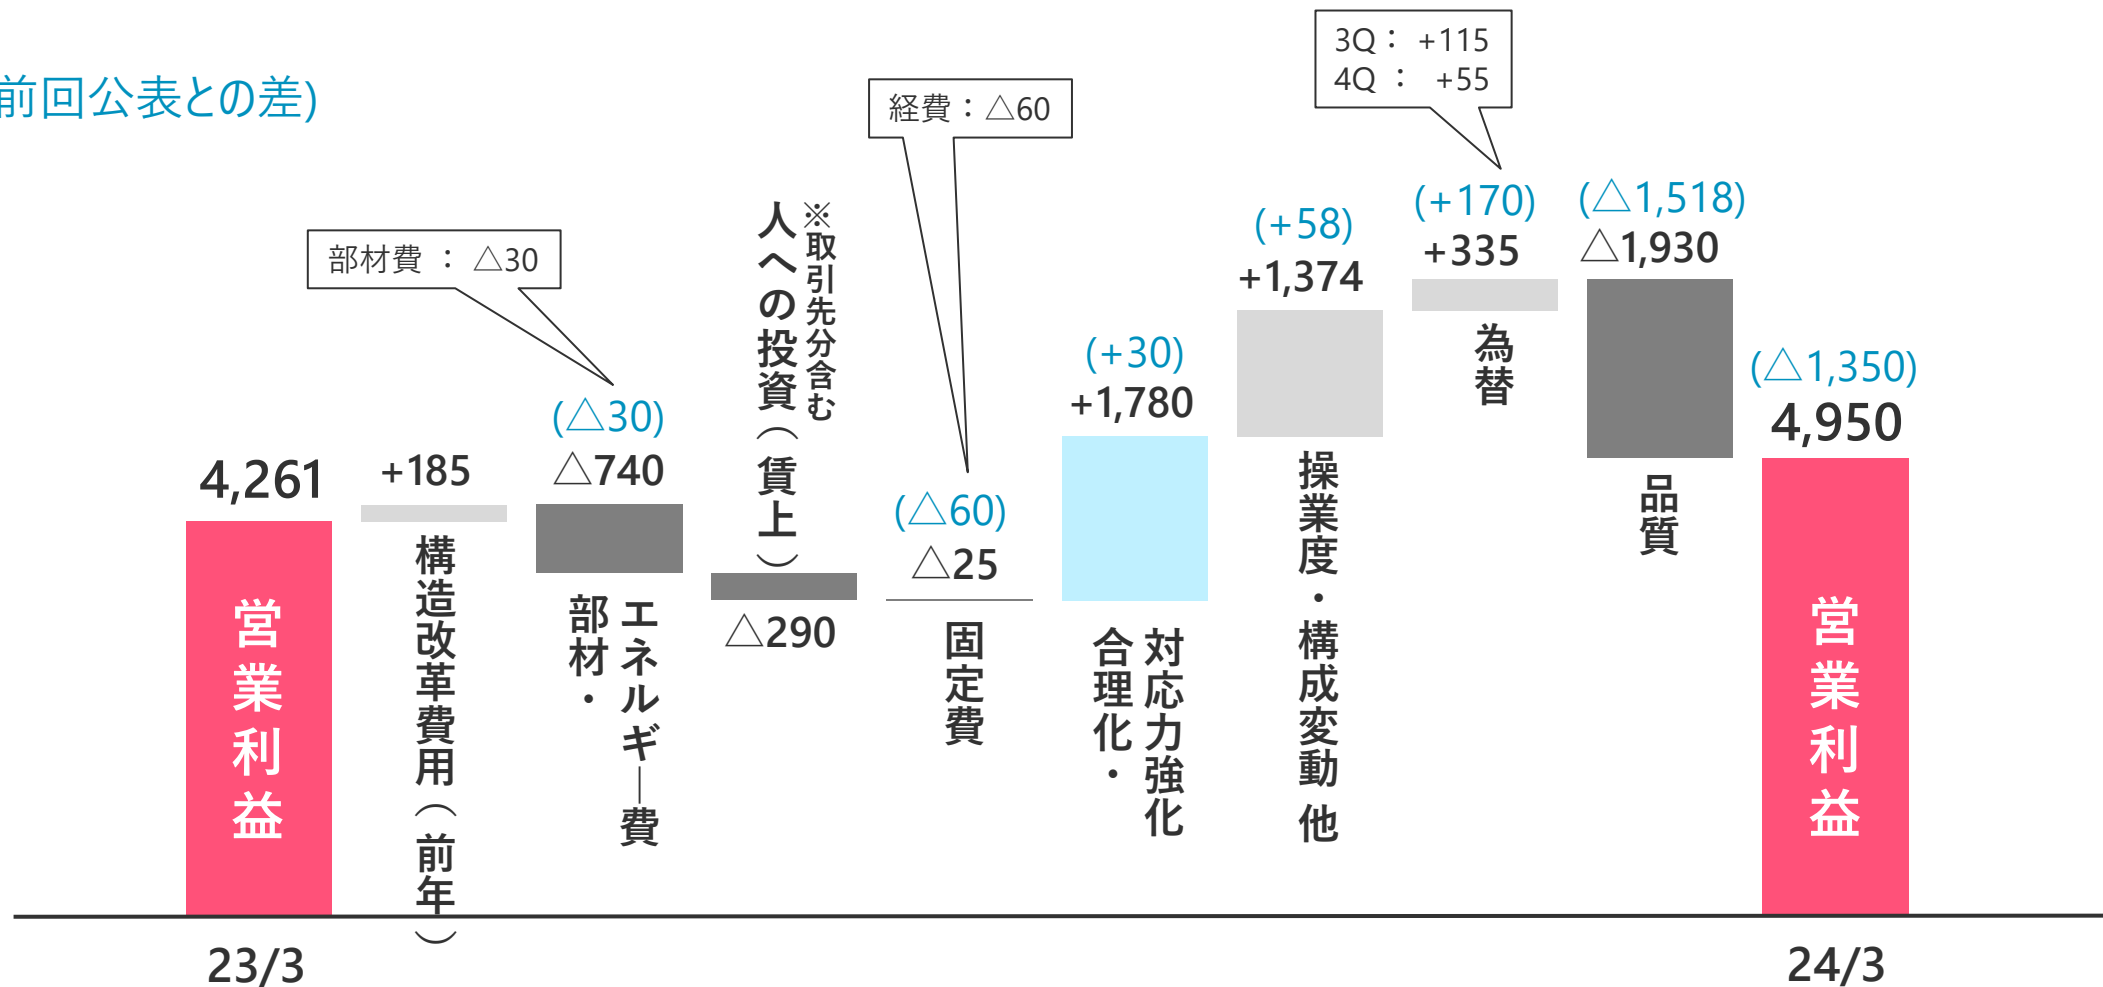 前回公表との差)
4,261
営業利益
23/3
+185
構造改革費用（前年）
部材費 ： △30
(△30)
△740
部材・
エネルギー費
人への投資（賃上）
※取引先分含む
△290
経費：△60
(△60)
△25
固定費
(+30)
+1,780
合理化・
対応力強化
(+58)
+1,374
操業度・構成変動 他
3Q： +115
4Q ： +55
(+170)
+335
為替
(△1,518)
△1,930
品質
(△1,350)
4,950
営業利益
24/3